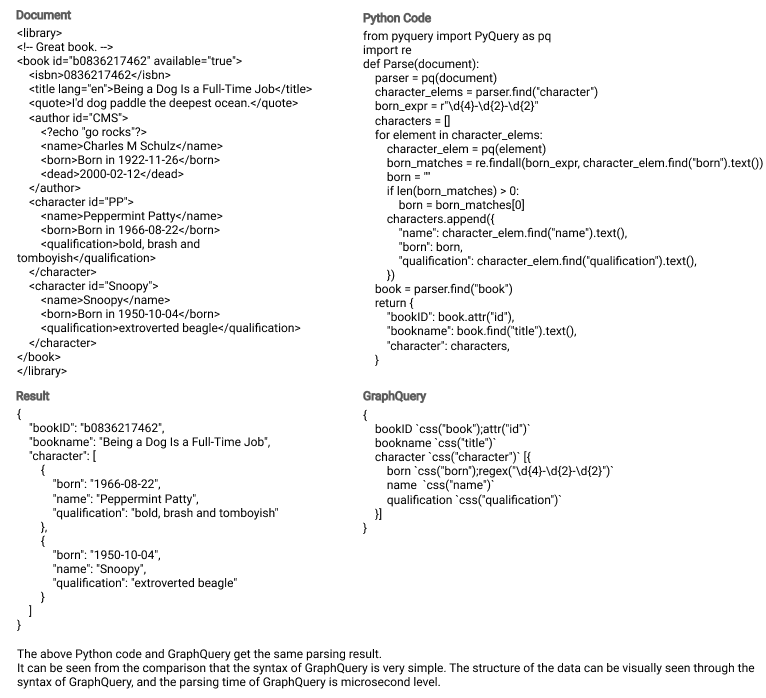 Document
<library>
<!-- Great book. -->
<book id="b0836217462" available="true">
<isbn>0836217462</isbn>
<title lang="en">Being a Dog Is a Full-Time Job</title>
<quote>I'd dog paddle the deepest ocean.</quote>
<author id="CMS">
<?echo "go rocks"?>
<name>Charles M Schulz</name>
<born>Born in 1922-11-26</born>
<dead>2000-02-12</dead>
</author>
<character id="PP">
<name>Peppermint Patty</name>
<born>Born in 1966-08-22</born>
<qualification>bold, brash and
tomboyish</qualification>
</character>
<character id="Snoopy">
<name>Snoopy</name>
<born>Born in 1950-10-04</born>
<qualification>extroverted beagle</qualification>
</character>
</book>
</library>
Python Code
from pyquery import PyQuery as pq
import re
def Parse(document):
parser = pq(document)
character_elems = parser.find("character")
born_expr = r"\d{4}-\d{2}-\d{2}"
characters = []
for element in character_elems:
character_elem = pq(element)
born_matches = re.findall(born_expr, character_elem.find("born").text())
born = ""
if len(born_matches) > 0:
born = born_matches[0]
characters.append({
"name": character_elem.find("name").text(),
"born": born,
"qualification": character_elem.find("qualification").text(),
})
book = parser.find("book")
return {
"bookID": book.attr("id"),
"bookname": book.find("title").text(),
"character": characters,
}
Result
{
"bookID": "b0836217462",
"bookname": "Being a Dog Is a Full-Time Job",
"character": [
{
"born": "1966-08-22",
"name": "Peppermint Patty",
"qualification": "bold, brash and tomboyish"
},
{
"born": "1950-10-04",
"name": "Snoopy",
"qualification": "extroverted beagle"
}
]
}
GraphQuery
{
bookID `css("book");attr("id")`
bookname `css("title")`
character `css("character")` [{
born `css("born");regex("\d{4}-\d{2}-\d{2}")`
name `css("name")`
qualification `css("qualification")`
}]
}
The above Python code and GraphQuery get the same parsing result.
It can be seen from the comparison that the syntax of GraphQuery is very simple. The structure of the data can be visually seen through the
syntax of GraphQuery, and the parsing time of GraphQuery is microsecond level.